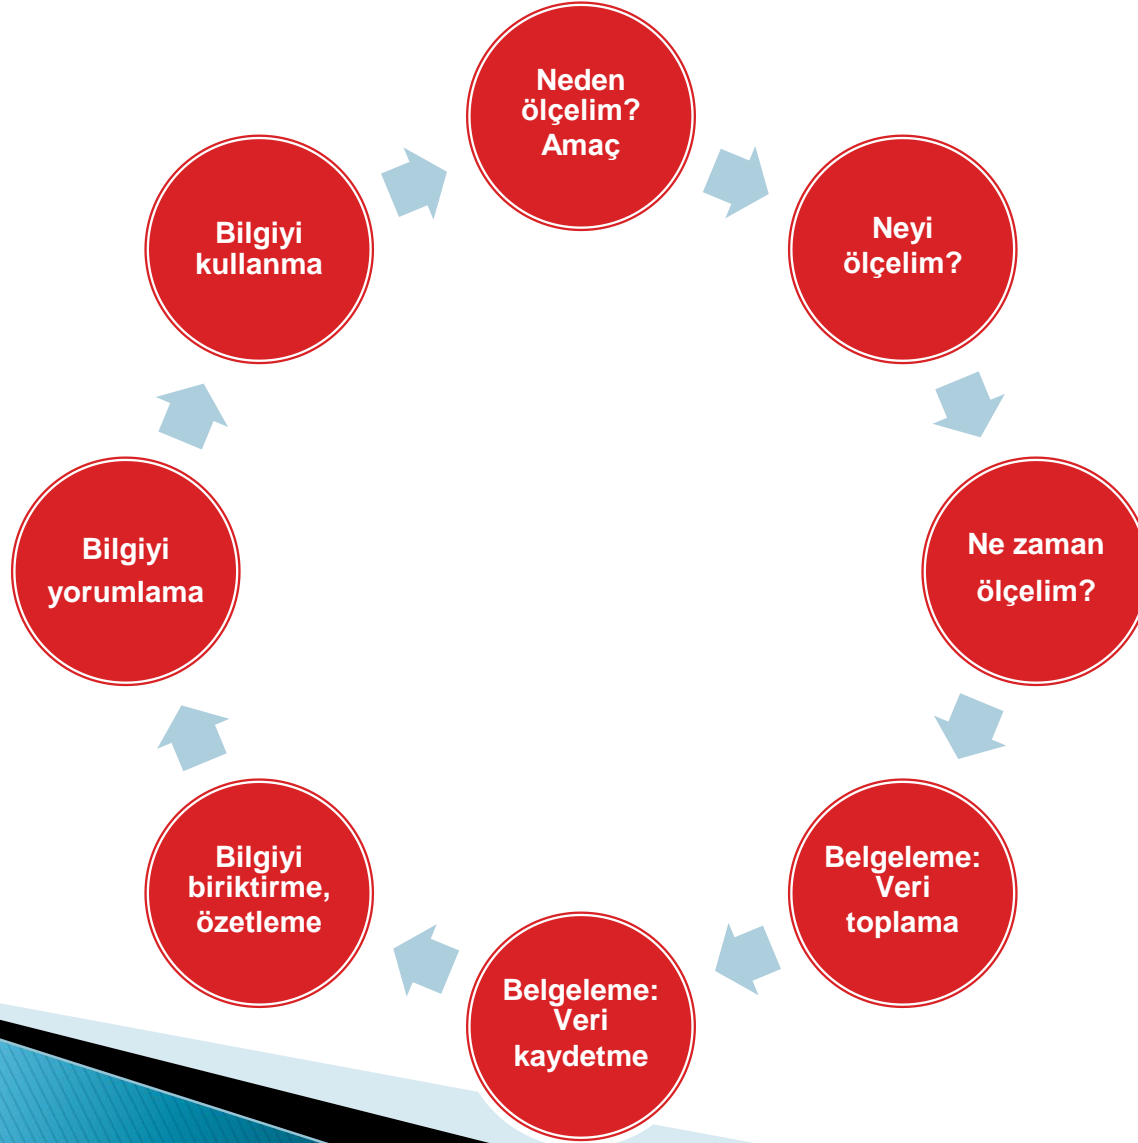 Neden
ölçelim?
Amaç
Neyi
ölçelim?
Ne zaman
ölçelim?
Belgeleme:
Veri
toplama
Belgeleme:
Veri
kaydetme
Bilgiyi
biriktirme,
özetleme
Bilgiyi
yorumlama
Bilgiyi
kullanma